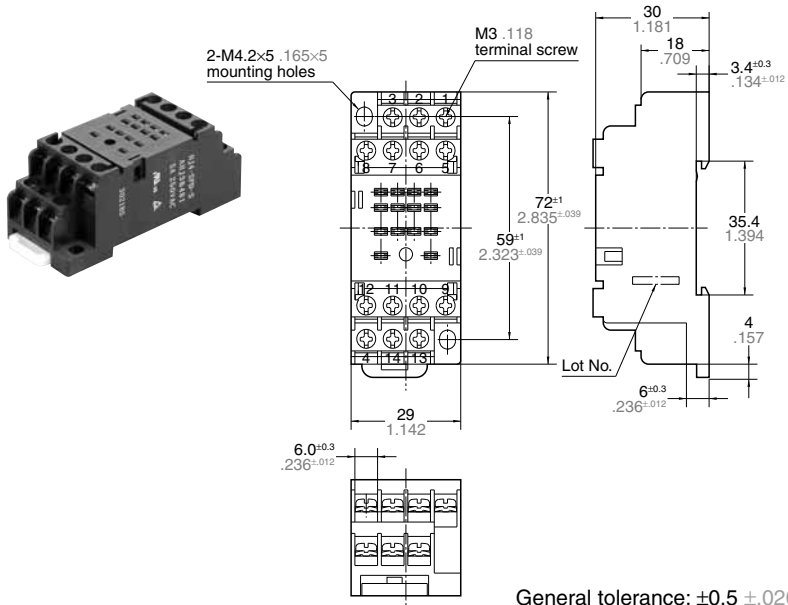 2-M4.2×5 .165×5
mounting holes
M3 .118
terminal screw
30
1.181
18
.709
3.4±0.3
.134±.012
3 2 1
8 7 6 5
72±1
2.835±.039
59±1
2.323±.039
35.4
1.394
12 11 10 9
4 14 13
Lot No.
4
.157
6±0.3
.236±.012
29
1.142
6.0±0.3
.236±.012
General tolerance: ±0.5